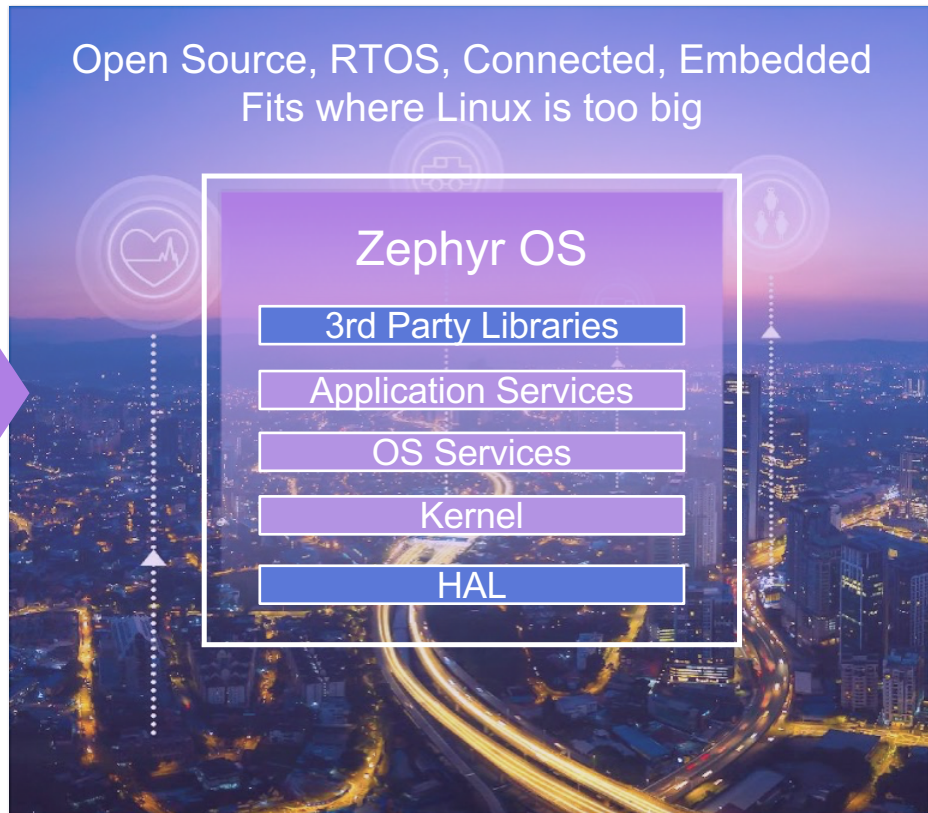 Open Source, RTOS, Connected, Embedded
Fits where Linux is too big
Zephyr OS
3rd Party Libraries
Application Services
OS Services
Kernel
HAL